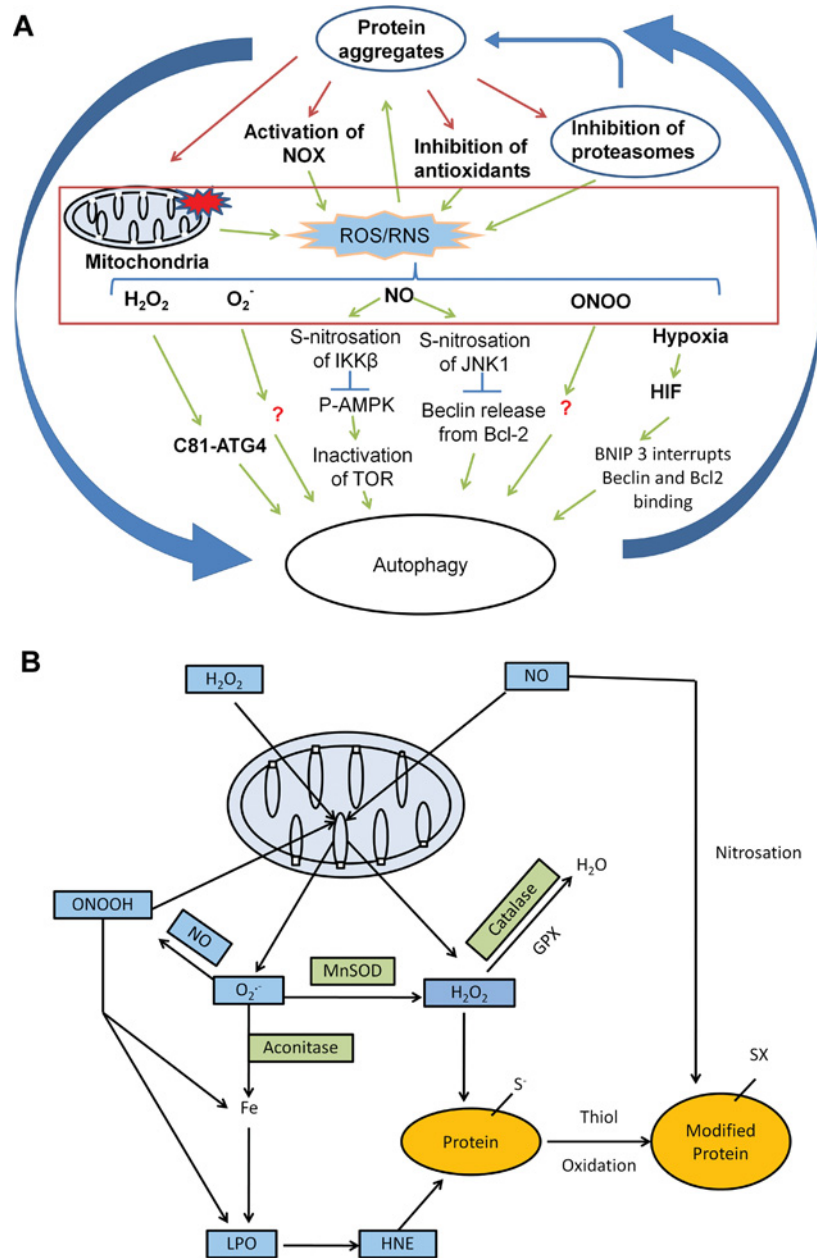 A
Protein
aggregates
Activation of
NOX
Inhibition of
antioxidants
Inhibition of
proteasomes
ROS/RNS
Mitochondria
H₂O₂
O₂⁻
NO
ONOO
S-nitrosation
of IKKβ
S-nitrosation
of JNK1
Hypoxia
P-AMPK
Beclin release
from Bcl-2
?
?
HIF
C81-ATG4
Inactivation
of TOR
BNIP 3 interrupts
Beclin and Bcl2
binding
Autophagy
B
H₂O₂
NO
Nitrosation
H₂O
Catalase
GPX
ONOOH
NO
MnSOD
O₂·⁻
H₂O₂
Aconitase
Fe
S⁻
SX
Protein
Thiol
Oxidation
Modified
Protein
LPO
HNE